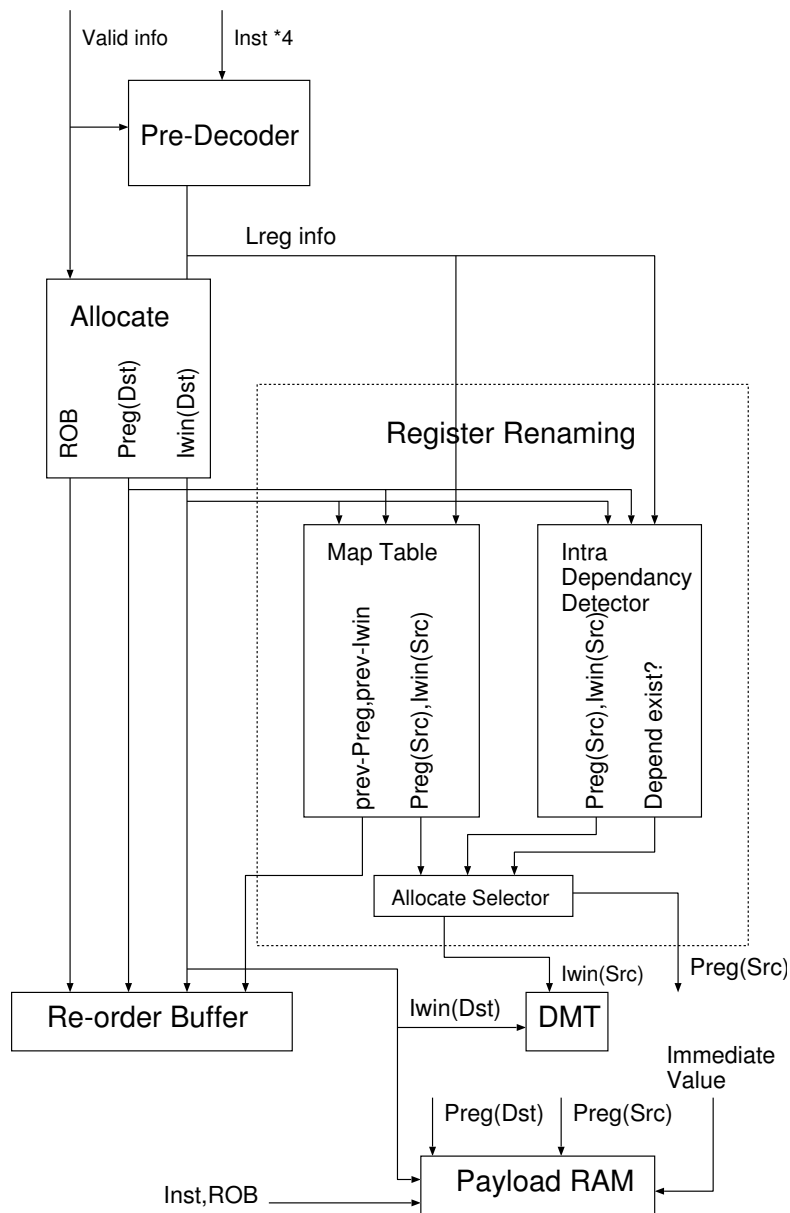 Valid info
Inst *4
Pre-Decoder
Lreg info
Allocate
ROB
Preg(Dst)
Iwin(Dst)
Register Renaming
Map Table
prev-Preg,prev-Iwin
Preg(Src),Iwin(Src)
Intra
Dependancy
Detector
Preg(Src),Iwin(Src)
Depend exist?
Allocate Selector
Iwin(Src)
Preg(Src)
Re-order Buffer
Iwin(Dst)
DMT
Immediate
Value
Preg(Dst)
Preg(Src)
Payload RAM
Inst,ROB